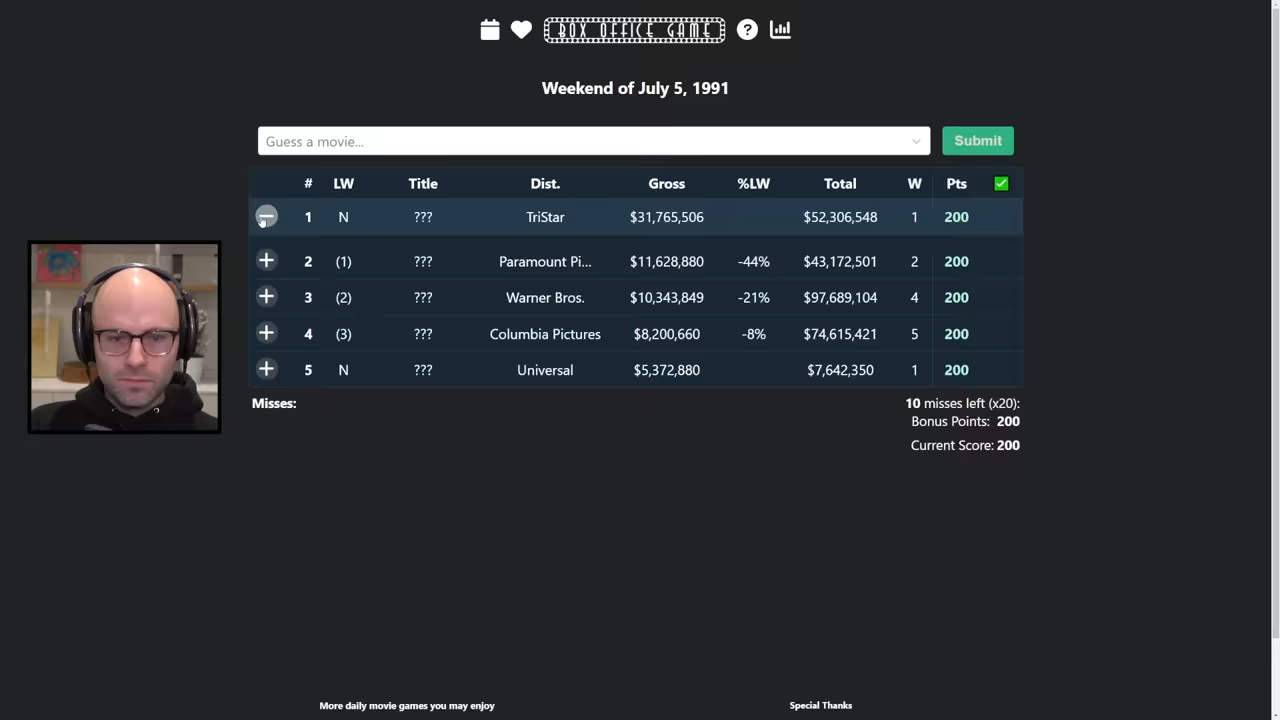 BOX OFFICE GAME
Weekend of July 5, 1991
Guess a movie...
Submit
# LW Title Dist. Gross %LW Total W Pts
1 N ??? TriStar $31,765,506 $52,306,548 1 200
2 (1) ??? Paramount Pi... $11,628,880 -44% $43,172,501 2 200
3 (2) ??? Warner Bros. $10,343,849 -21% $97,689,104 4 200
4 (3) ??? Columbia Pictures $8,200,660 -8% $74,615,421 5 200
5 N ??? Universal $5,372,880 $7,642,350 1 200
Misses:
10 misses left (x20):
Bonus Points: 200
Current Score: 200
More daily movie games you may enjoy
Special Thanks